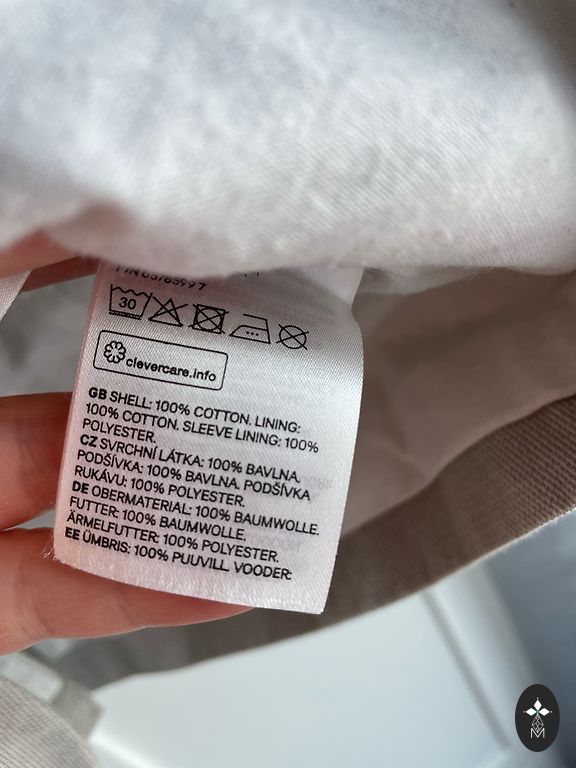 30
clevercare.info
GB SHELL: 100% COTTON. LINING:
100% COTTON. SLEEVE LINING: 100%
POLYESTER.
CZ SVRCHNÍ LÁTKA: 100% BAVLNA.
PODŠÍVKA: 100% BAVLNA. PODŠÍVKA
RUKÁVU: 100% POLYESTER.
DE OBERMATERIAL: 100% BAUMWOLLE.
FUTTER: 100% BAUMWOLLE.
ÄRMELFUTTER: 100% POLYESTER.
EE ÜMBRIS: 100% PUUVILL. VOODER:
M